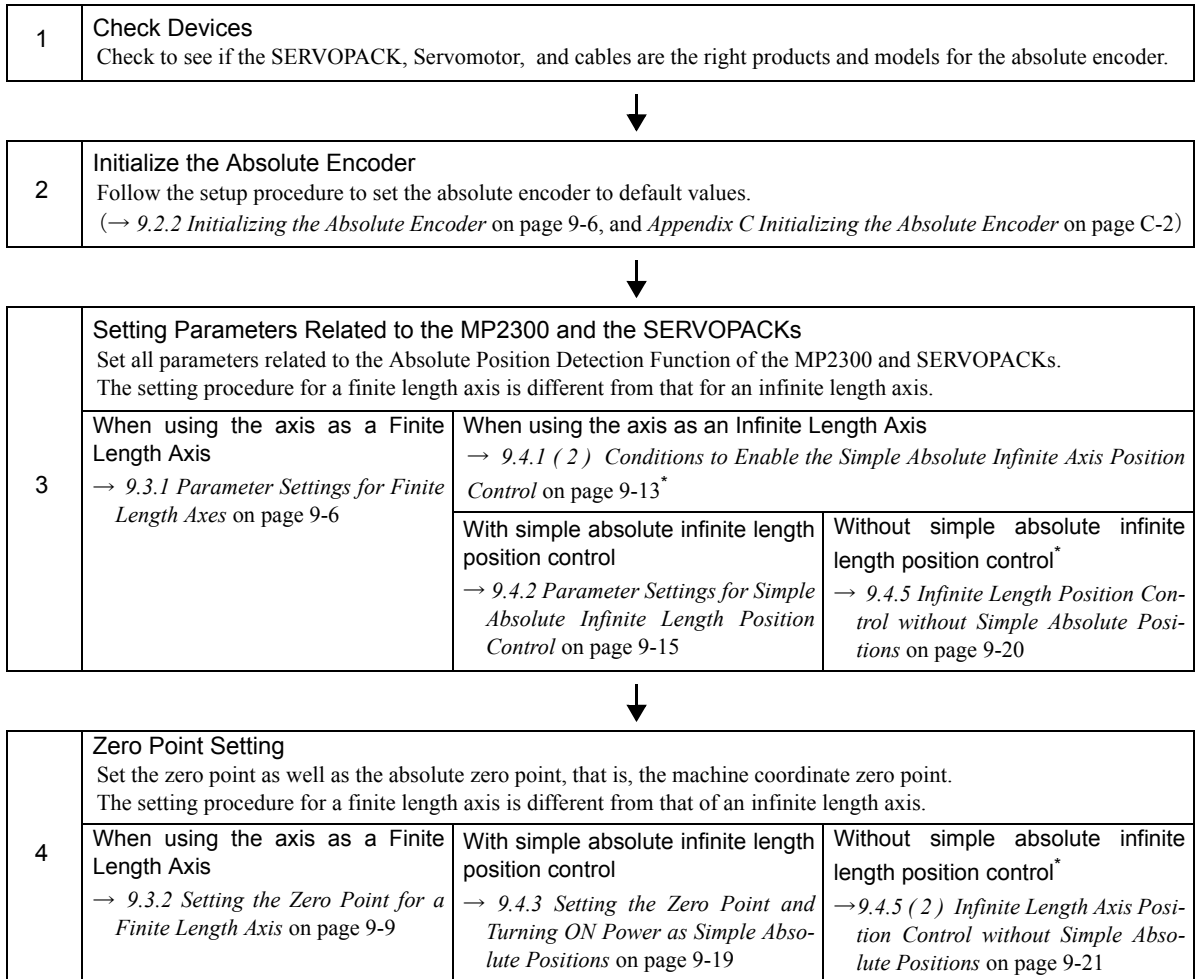 1
Check Devices
Check to see if the SERVOPACK, Servomotor, and cables are the right products and models for the absolute encoder.
2
Initialize the Absolute Encoder
Follow the setup procedure to set the absolute encoder to default values.
(→ 9.2.2 Initializing the Absolute Encoder on page 9-6, and Appendix C Initializing the Absolute Encoder on page C-2)
3
Setting Parameters Related to the MP2300 and the SERVOPACKs
Set all parameters related to the Absolute Position Detection Function of the MP2300 and SERVOPACKs.
The setting procedure for a finite length axis is different from that for an infinite length axis.
When using the axis as a Finite
Length Axis
→ 9.3.1 Parameter Settings for Finite
Length Axes on page 9-6
When using the axis as an Infinite Length Axis
→ 9.4.1 ( 2 ) Conditions to Enable the Simple Absolute Infinite Axis Position
Control on page 9-13*
With simple absolute infinite length
position control
→ 9.4.2 Parameter Settings for Simple
Absolute Infinite Length Position
Control on page 9-15
Without simple absolute infinite
length position control*
→ 9.4.5 Infinite Length Position Con-
trol without Simple Absolute Posi-
tions on page 9-20
4
Zero Point Setting
Set the zero point as well as the absolute zero point, that is, the machine coordinate zero point.
The setting procedure for a finite length axis is different from that of an infinite length axis.
When using the axis as a Finite
Length Axis
→ 9.3.2 Setting the Zero Point for a
Finite Length Axis on page 9-9
With simple absolute infinite length
position control
→ 9.4.3 Setting the Zero Point and
Turning ON Power as Simple Abso-
lute Positions on page 9-19
Without simple absolute infinite
length position control*
→9.4.5 ( 2 ) Infinite Length Axis Posi-
tion Control without Simple Abso-
lute Positions on page 9-21